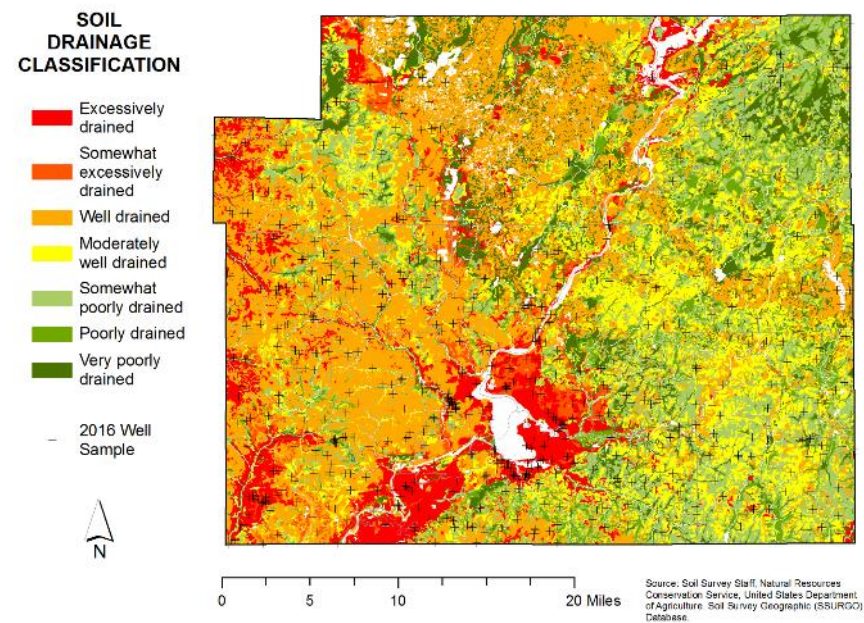 SOIL
DRAINAGE
CLASSIFICATION
Excessively
drained
Somewhat
excessively
drained
Well drained
Moderately
well drained
Somewhat
poorly drained
Poorly drained
Very poorly
drained
2016 Well
Sample
N
0 5 10 20 Miles
Source: Soil Survey Staff, Natural Resources
Conservation Service, United States Department
of Agriculture. Soil Survey Geographic (SSURGO)
Database.